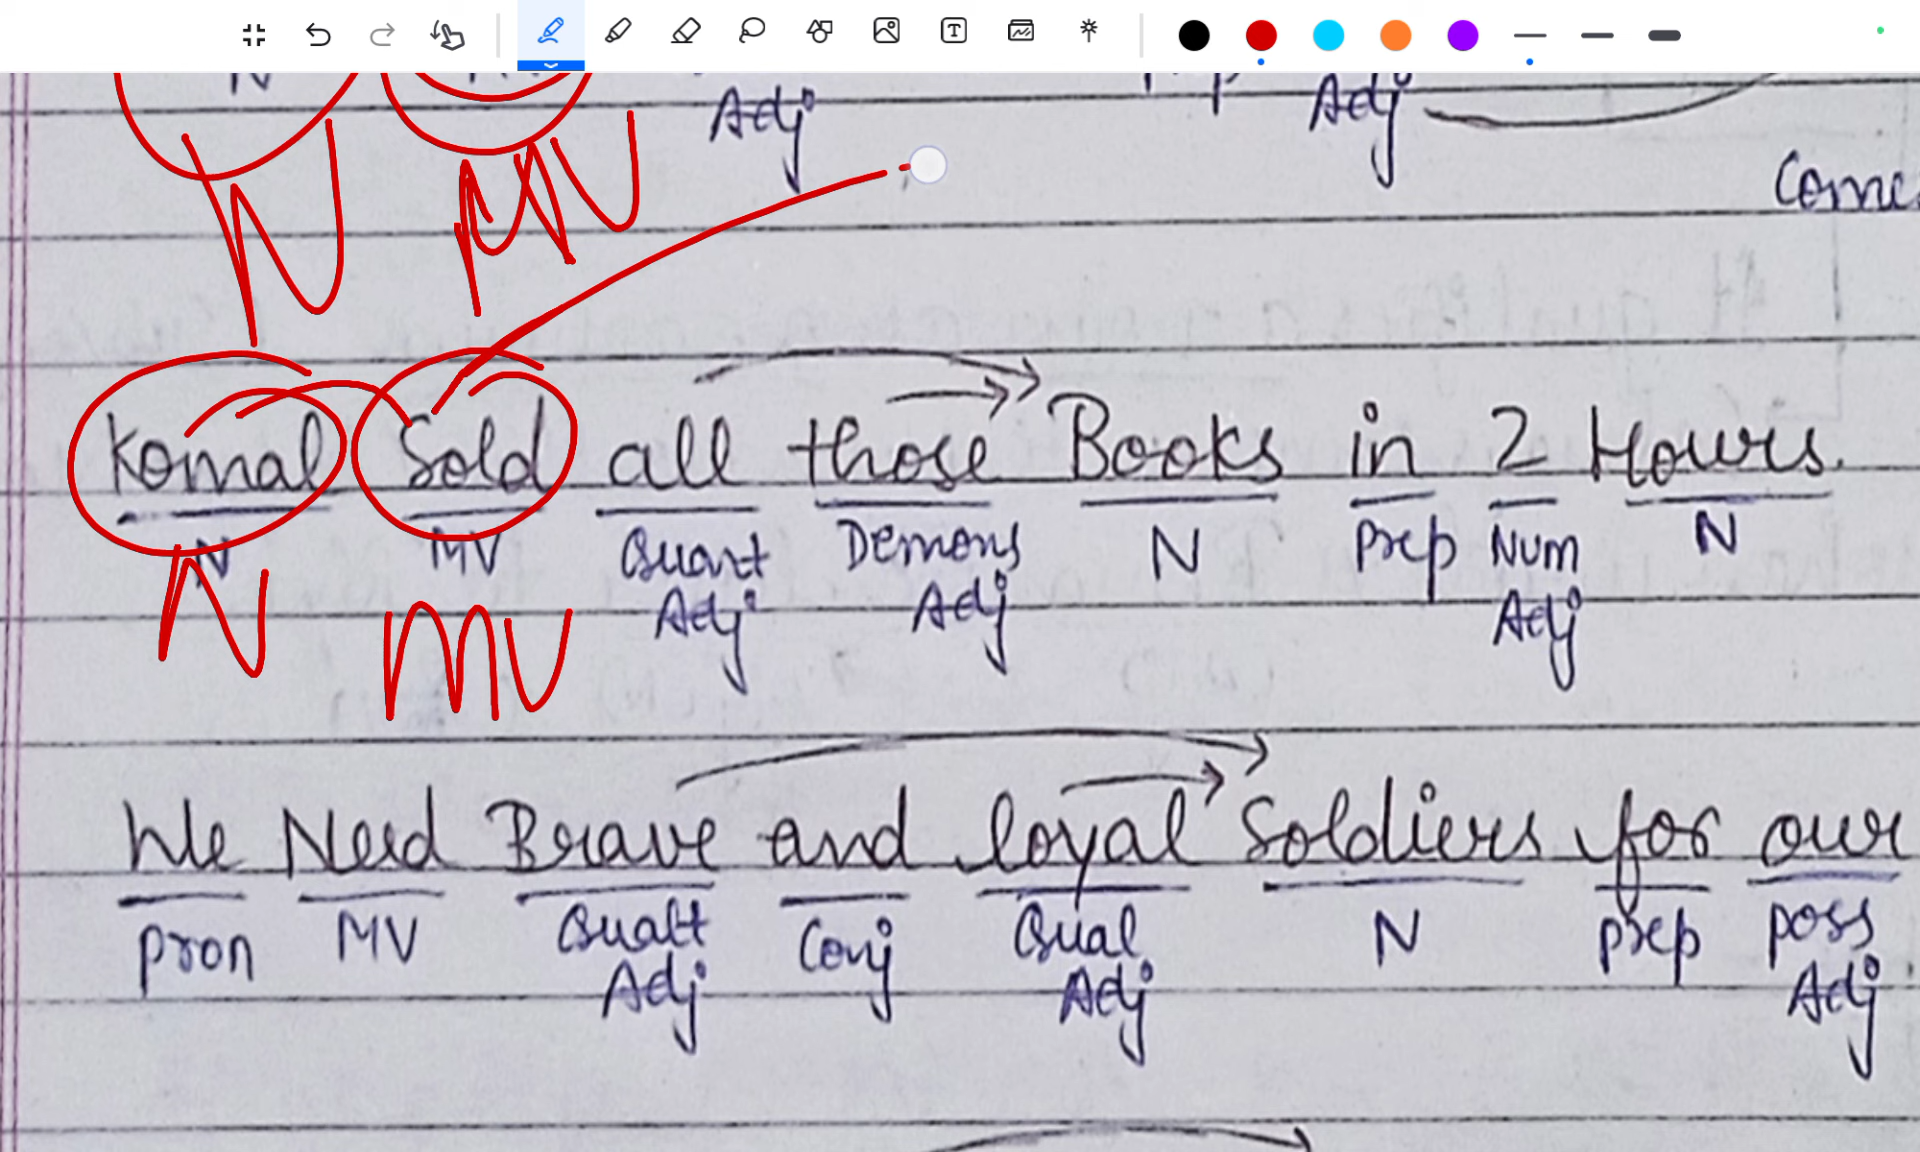 N
Adj Adj
Come
N MV
Komal Sold all those Books in 2 Hours.
N MV Quant Demons N Prep Num N
Adj Adj Adj
N MV
We Need Brave and loyal Soldiers for our
pron MV Qualt Conj Qual N prep poss
Adj Adj Adj